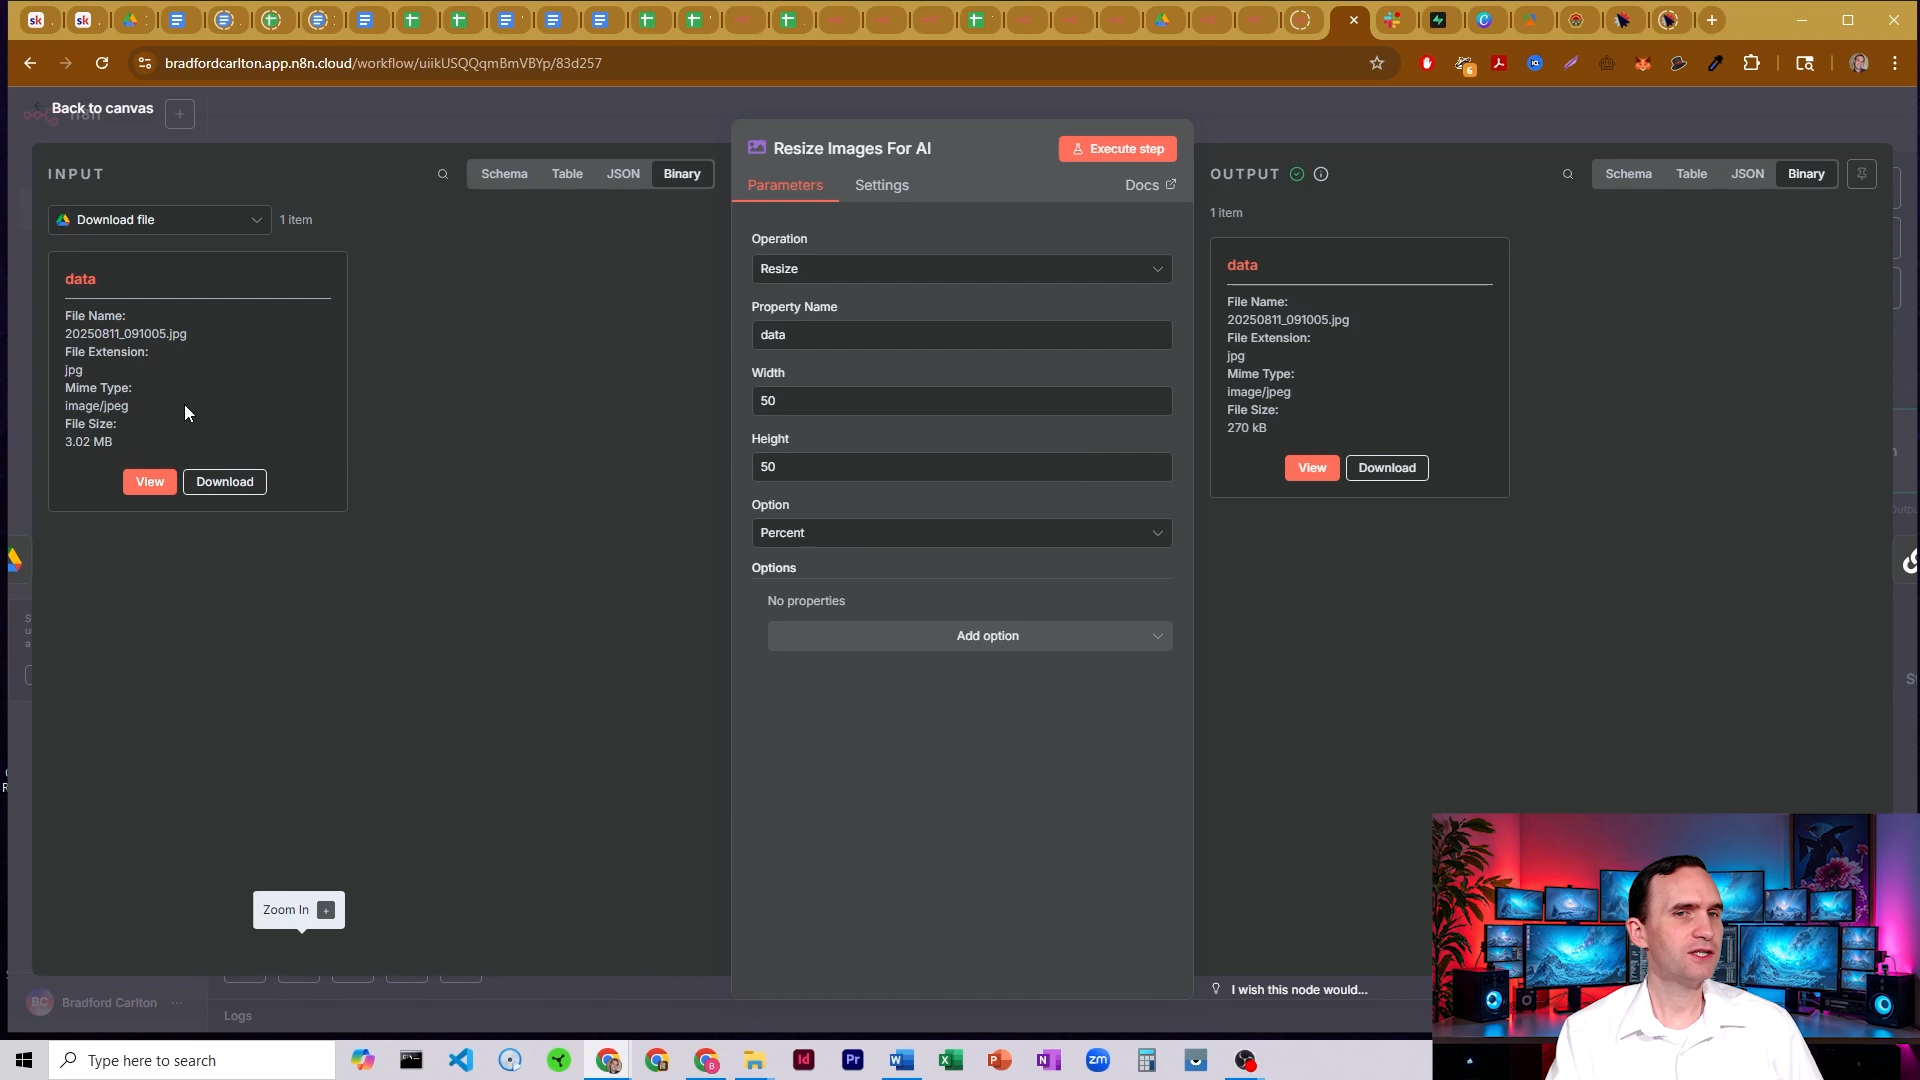 bradfordcarlton.app.n8n.cloud/workflow/uiikUSQQqmBmVBYp/83d257
6
Back to canvas
INPUT
Schema
Table
JSON
Binary
Download file
1 item
data
File Name:
20250811_091005.jpg
File Extension:
jpg
Mime Type:
image/jpeg
File Size:
3.02 MB
View
Download
Resize Images For AI
Execute step
Parameters
Settings
Docs
Operation
Resize
Property Name
data
Width
50
Height
50
Option
Percent
Options
No properties
Add option
OUTPUT
Schema
Table
JSON
Binary
1 item
data
File Name:
20250811_091005.jpg
File Extension:
jpg
Mime Type:
image/jpeg
File Size:
270 kB
View
Download
Zoom In +
I wish this node would...
BC
Bradford Carlton
Logs
Type here to search